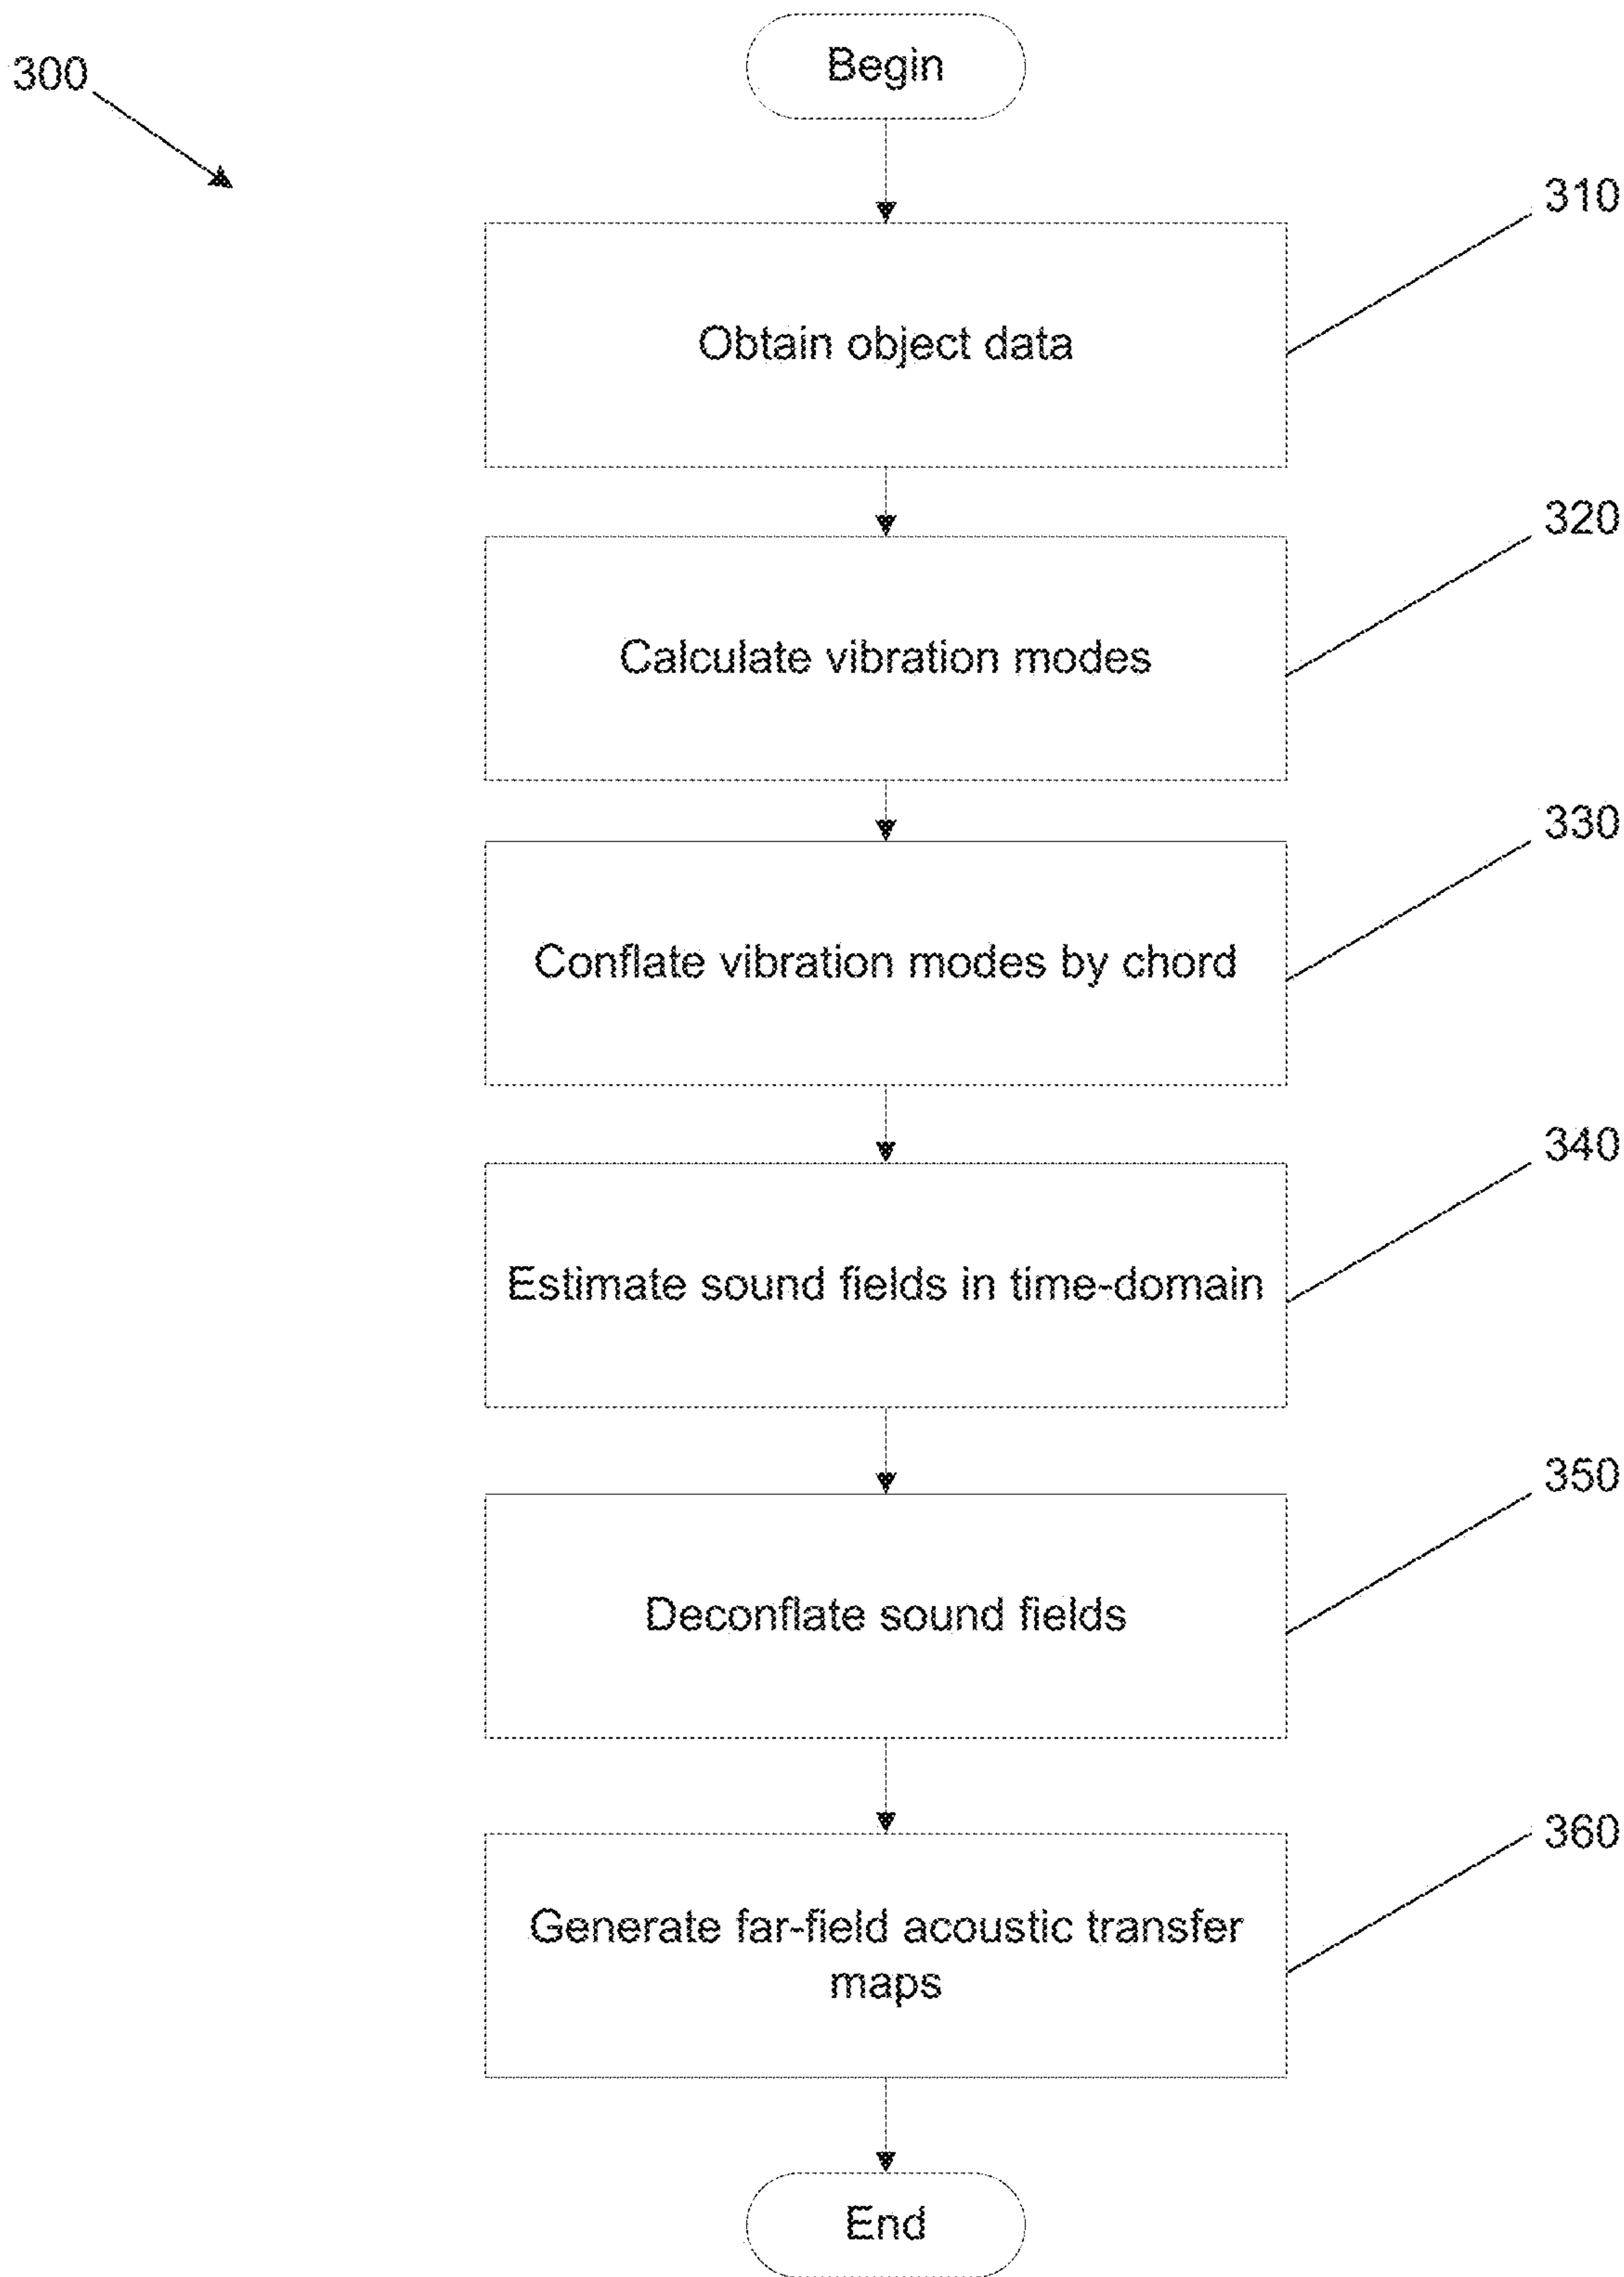 Begin
300
310
Obtain object data
320
Calculate vibration modes
330
Conflate vibration modes by chord
340
Estimate sound fields in time-domain
350
Deconflate sound fields
360
Generate far-field acoustic transfer
maps
End